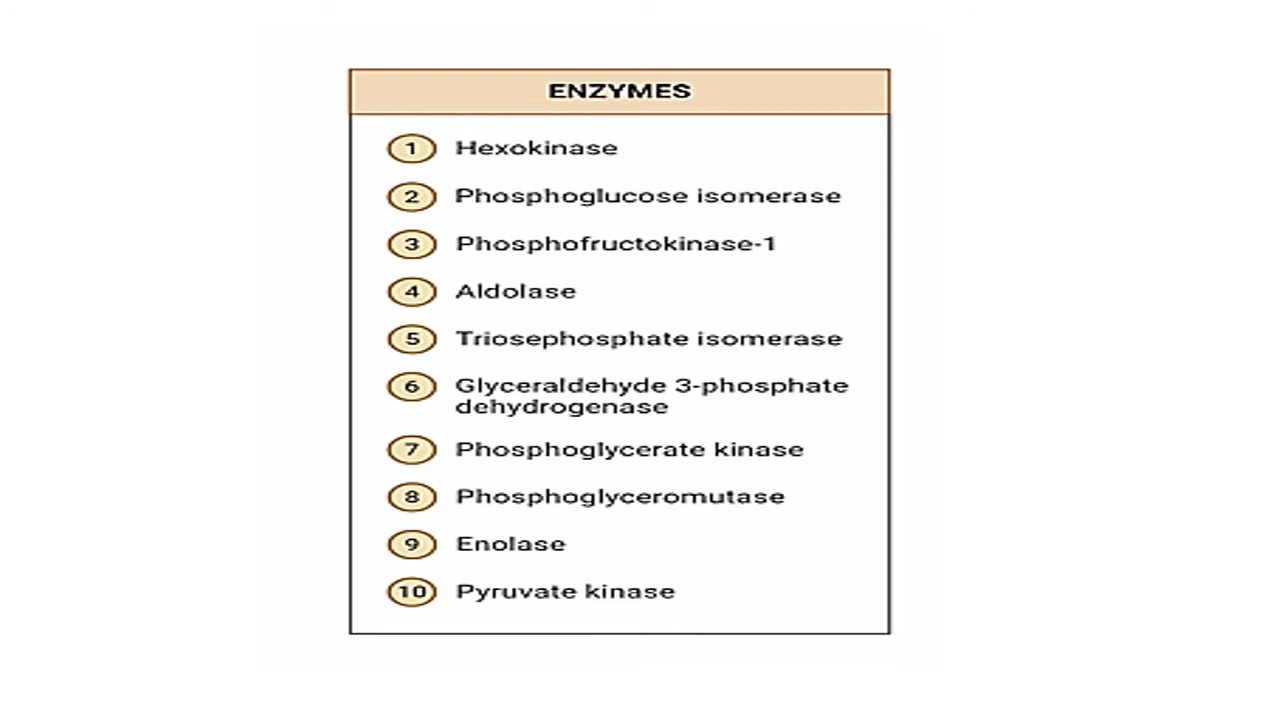 ENZYMES
1 Hexokinase
2 Phosphoglucose isomerase
3 Phosphofructokinase-1
4 Aldolase
5 Triosephosphate isomerase
6 Glyceraldehyde 3-phosphate
dehydrogenase
7 Phosphoglycerate kinase
8 Phosphoglyceromutase
9 Enolase
10 Pyruvate kinase